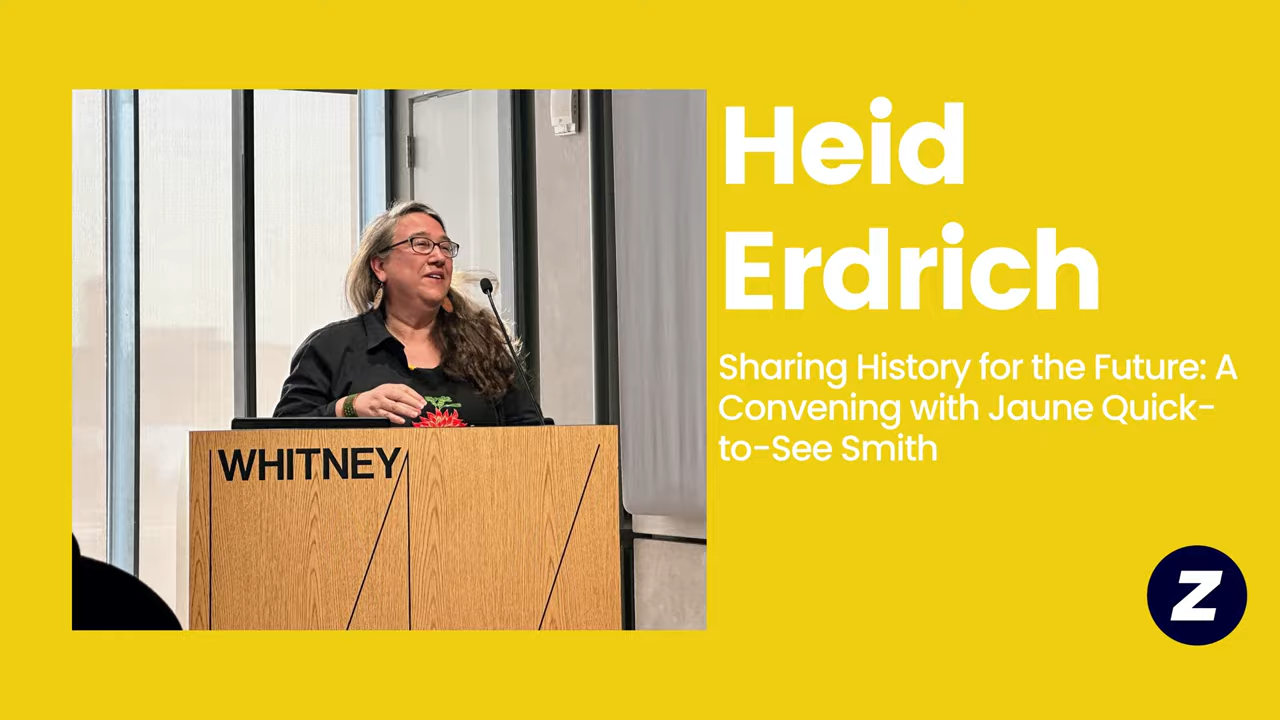 Heid
Erdrich
Sharing History for the Future: A
Convening with Jaune Quick-
to-See Smith
WHITNEY
Z